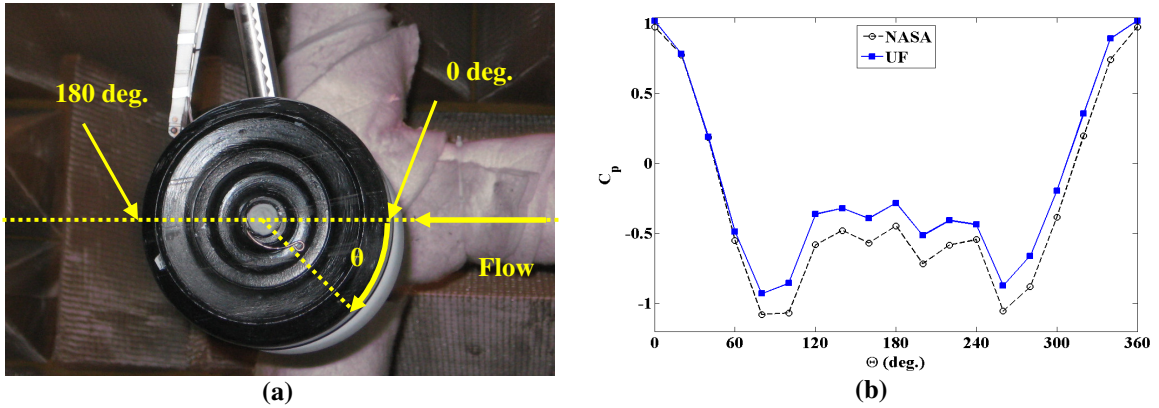 180 deg.
0 deg.
θ
Flow
(a)
NASA
UF
1
0.5
0
-0.5
-1
C_p
0
60
120
180
240
300
360
Θ (deg.)
(b)